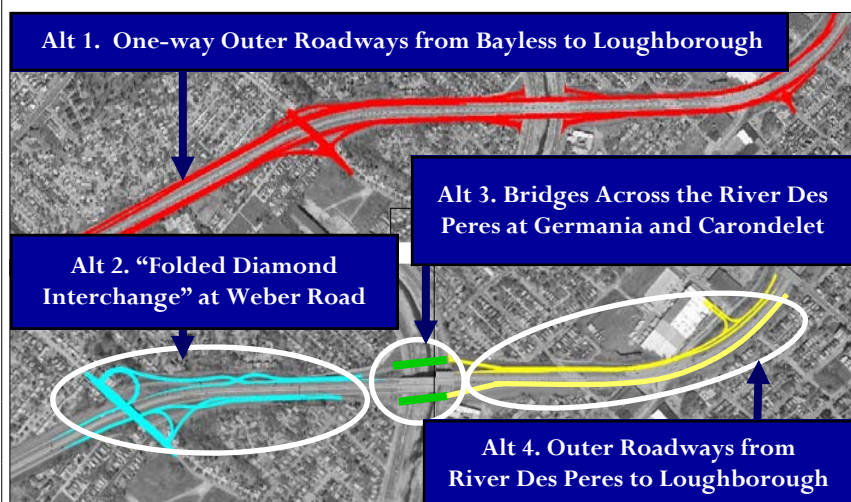 Alt 1.  One-way Outer Roadways from Bayless to Loughborough
Alt 3. Bridges Across the River Des
Peres at Germania and Carondelet
Alt 2. “Folded Diamond
Interchange” at Weber Road
Alt 4. Outer Roadways from
River Des Peres to Loughborough